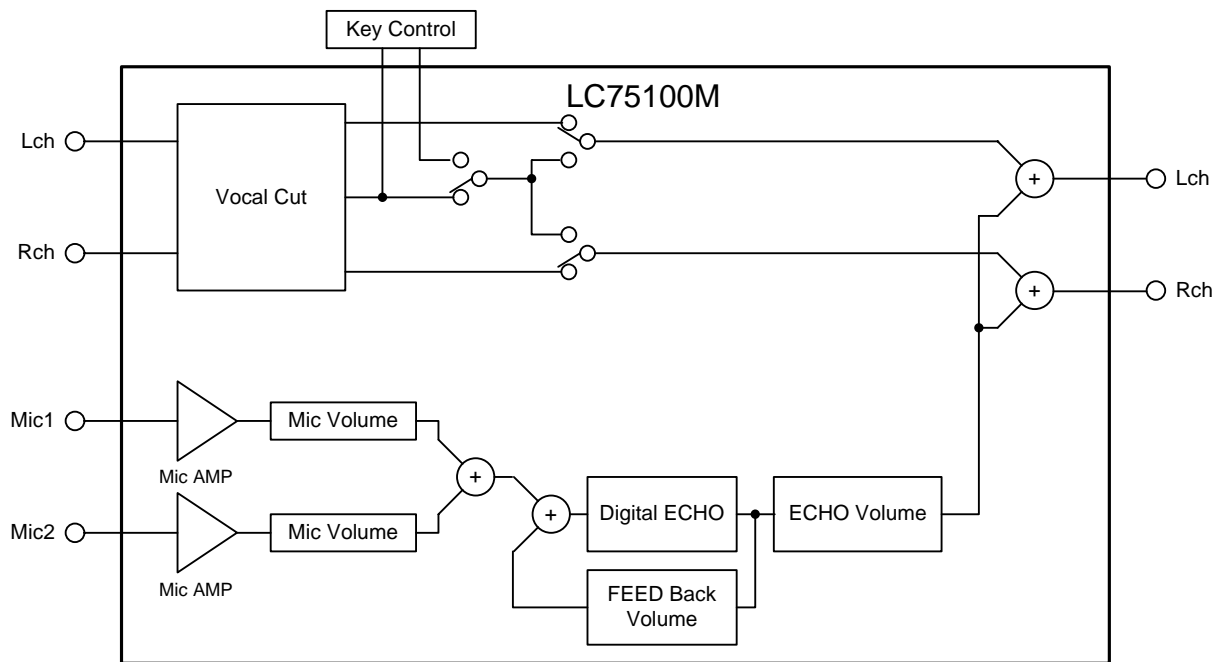 Key Control
LC75100M
Lch
Vocal Cut
Rch
+
Lch
+
Rch
Mic1
Mic Volume
Mic AMP
+
Mic2
Mic Volume
Mic AMP
+
Digital ECHO
ECHO Volume
FEED Back
Volume